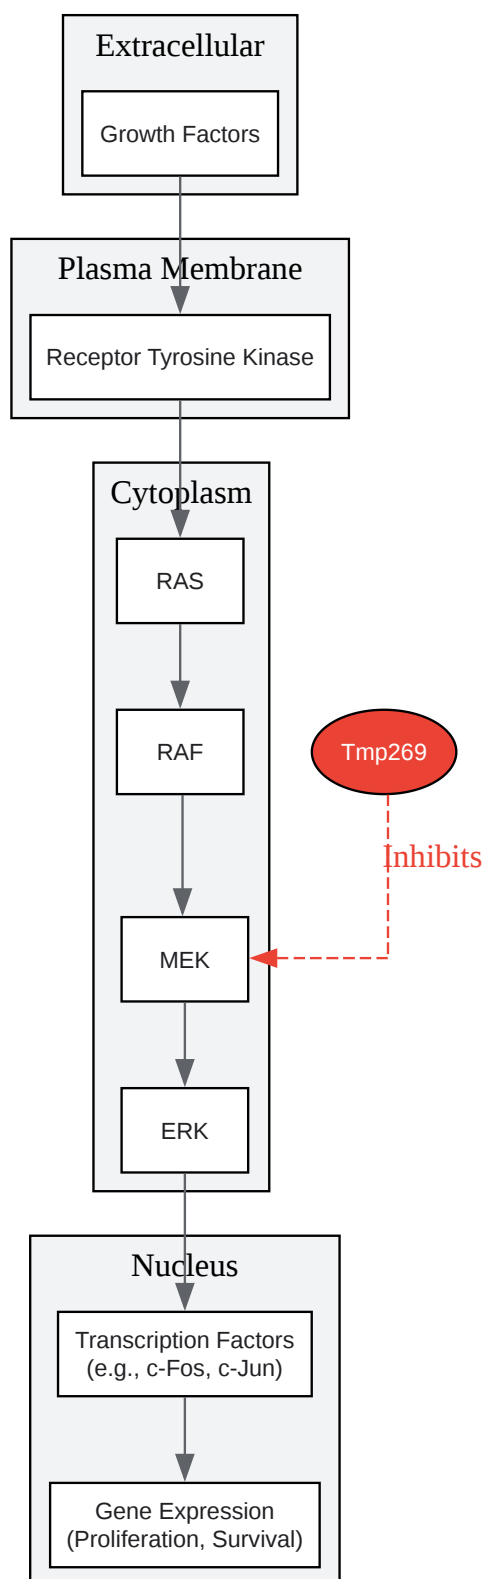 Extracellular
Growth Factors
Plasma Membrane
Receptor Tyrosine Kinase
Cytoplasm
RAS
RAF
Tmp269
Inhibits
MEK
ERK
Nucleus
Transcription Factors
(e.g., c-Fos, c-Jun)
Gene Expression
(Proliferation, Survival)